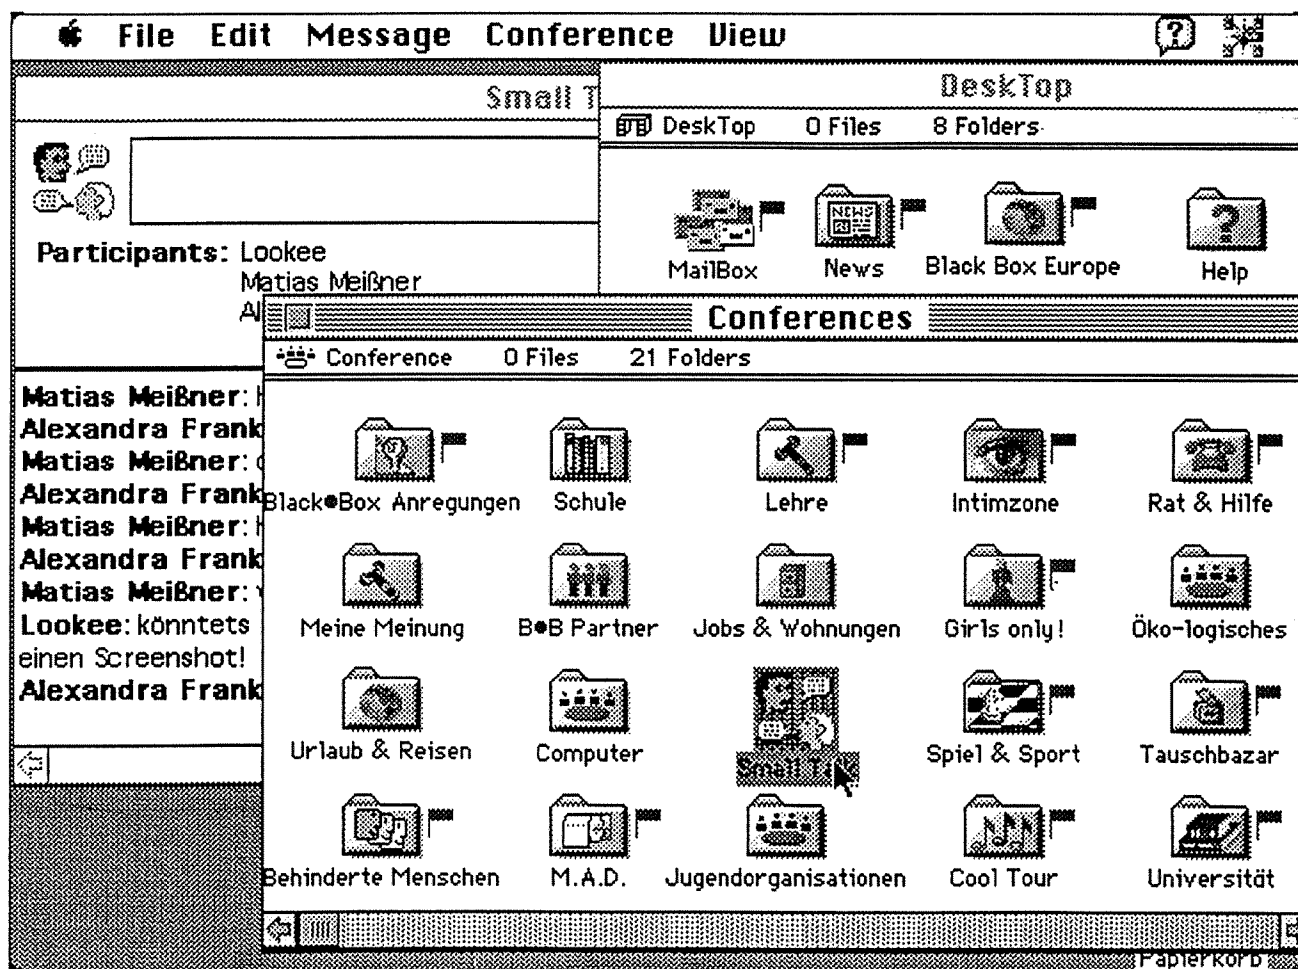 File Edit Message Conference View
Small T
DeskTop
DeskTop 0 Files 8 Folders
MailBox News Black Box Europe Help
Participants: Lookee
Matias Meißner
Al
Conferences
Conference 0 Files 21 Folders
Matias Meißner:
Alexandra Frank
Matias Meißner:
Alexandra Frank
Matias Meißner:
Alexandra Frank
Matias Meißner:
Lookee: könntets
einen Screenshot!
Alexandra Frank
Black●Box Anregungen Schule Lehre Intimzone Rat & Hilfe
Meine Meinung B●B Partner Jobs & Wohnungen Girls only! Öko-logisches
Urlaub & Reisen Computer Small Talk Spiel & Sport Tauschbazar
Behinderte Menschen M.A.D. Jugendorganisationen Cool Tour Universität
Papierkorb